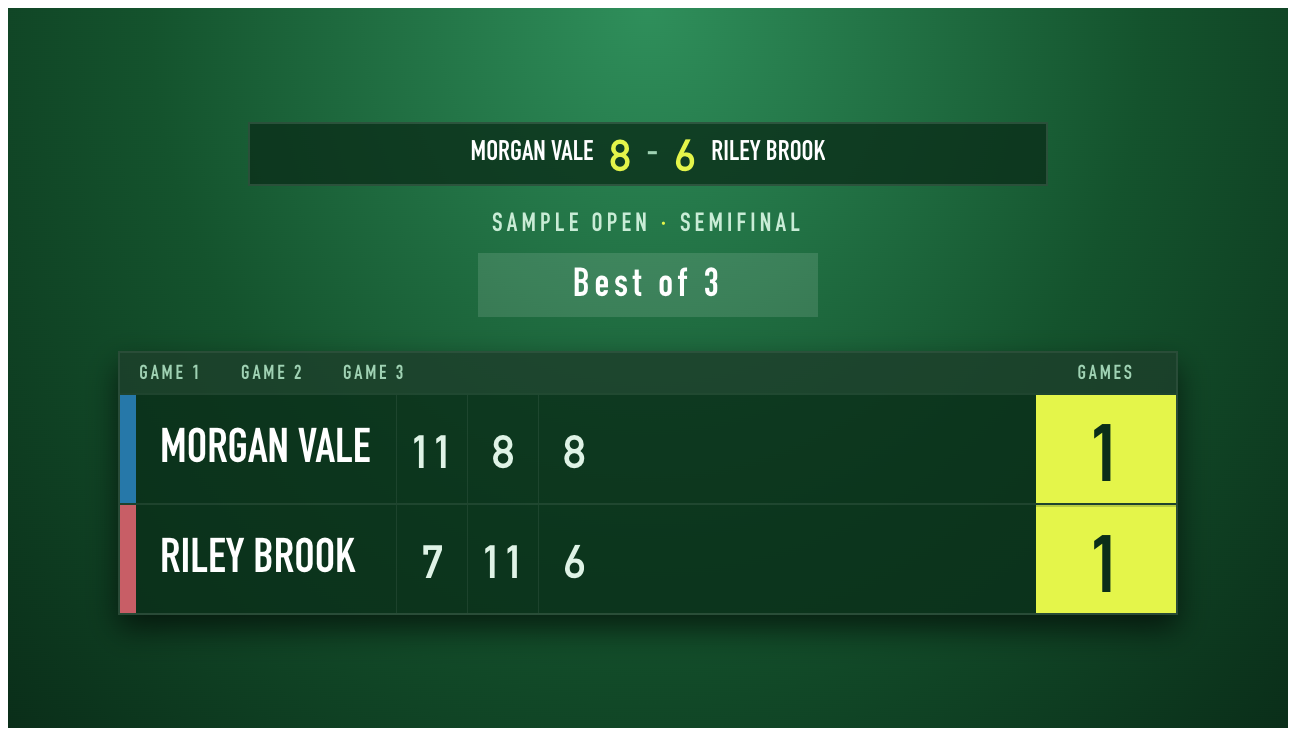 MORGAN VALE 8 - 6 RILEY BROOK
SAMPLE OPEN · SEMIFINAL
Best of 3
GAME 1 GAME 2 GAME 3 GAMES
MORGAN VALE 11 8 8 1
RILEY BROOK 7 11 6 1